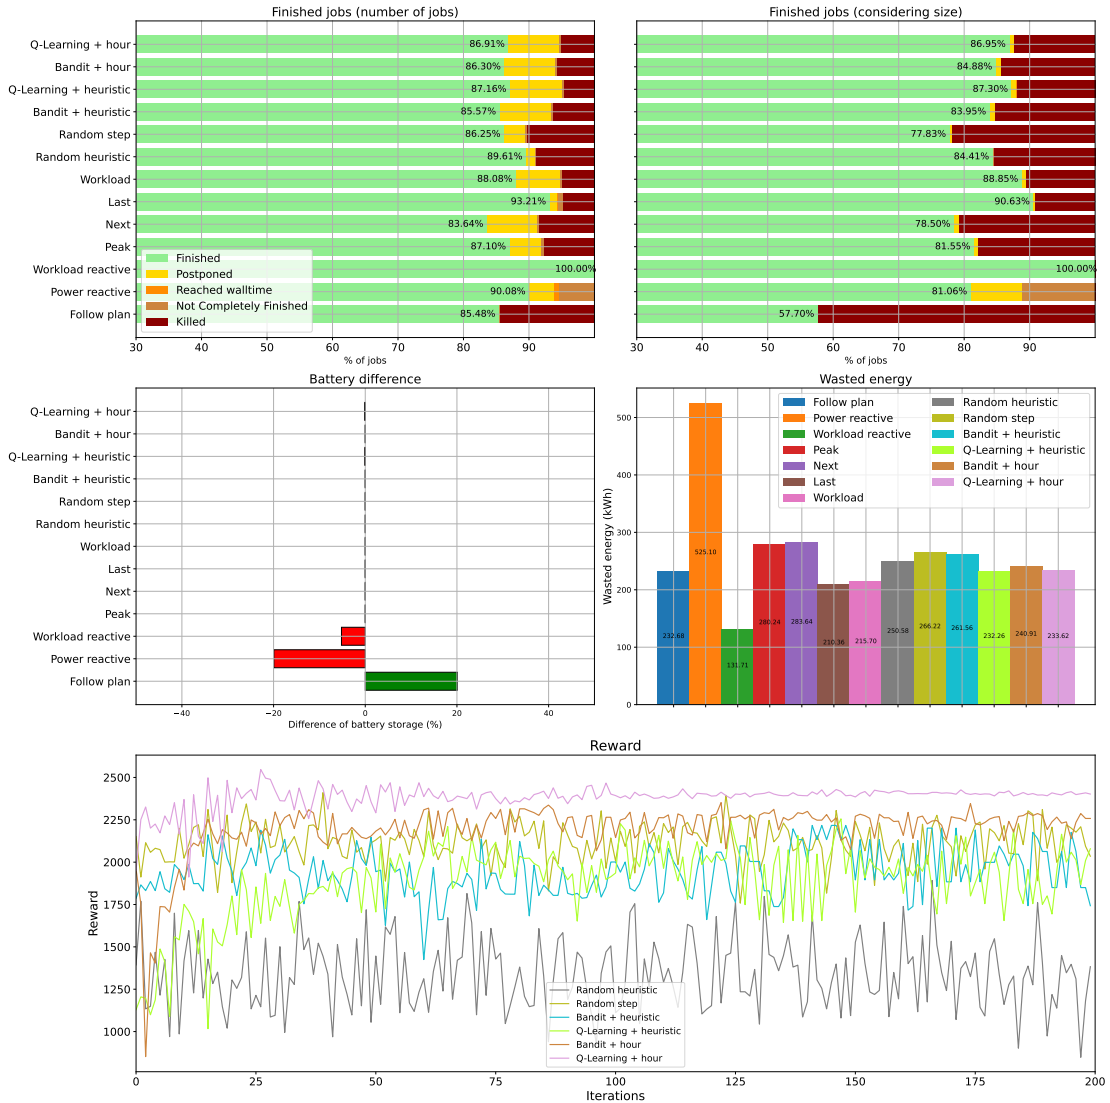 Finished jobs (number of jobs)
Q-Learning + hour
86.91%
Bandit + hour
86.30%
Q-Learning + heuristic
87.16%
Bandit + heuristic
85.57%
Random step
86.25%
Random heuristic
89.61%
Workload
88.08%
Last
93.21%
Next
83.64%
Peak
87.10%
Workload reactive
100.00%
Power reactive
90.08%
Follow plan
85.48%
Finished
Postponed
Reached walltime
Not Completely Finished
Killed
30 40 50 60 70 80 90
% of jobs
Finished jobs (considering size)
86.95%
84.88%
87.30%
83.95%
77.83%
84.41%
88.85%
90.63%
78.50%
81.55%
100.00%
81.06%
57.70%
30 40 50 60 70 80 90
% of jobs
Battery difference
Q-Learning + hour
Bandit + hour
Q-Learning + heuristic
Bandit + heuristic
Random step
Random heuristic
Workload
Last
Next
Peak
Workload reactive
Power reactive
Follow plan
−40 −20 0 20 40
Difference of battery storage (%)
Wasted energy
Wasted energy (kWh)
500
400
300
200
100
0
Follow plan
Power reactive
Workload reactive
Peak
Next
Last
Workload
Random heuristic
Random step
Bandit + heuristic
Q-Learning + heuristic
Bandit + hour
Q-Learning + hour
232.68
525.10
131.71
280.24
283.64
210.36
215.70
250.58
266.22
261.56
232.26
240.91
233.62
Reward
Reward
2500
2250
2000
1750
1500
1250
1000
Random heuristic
Random step
Bandit + heuristic
Q-Learning + heuristic
Bandit + hour
Q-Learning + hour
0 25 50 75 100 125 150 175 200
Iterations